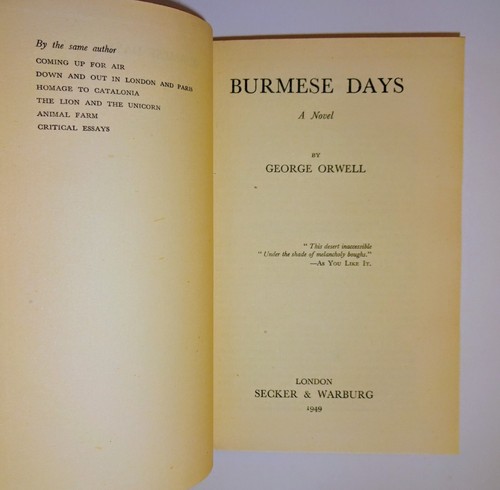 By the same author
COMING UP FOR AIR
DOWN AND OUT IN LONDON AND PARIS
HOMAGE TO CATALONIA
THE LION AND THE UNICORN
ANIMAL FARM
CRITICAL ESSAYS
BURMESE DAYS
A Novel
BY
GEORGE ORWELL
" This desert inaccessible
" Under the shade of melancholy boughs."
—As You Like It.
LONDON
SECKER & WARBURG
1949